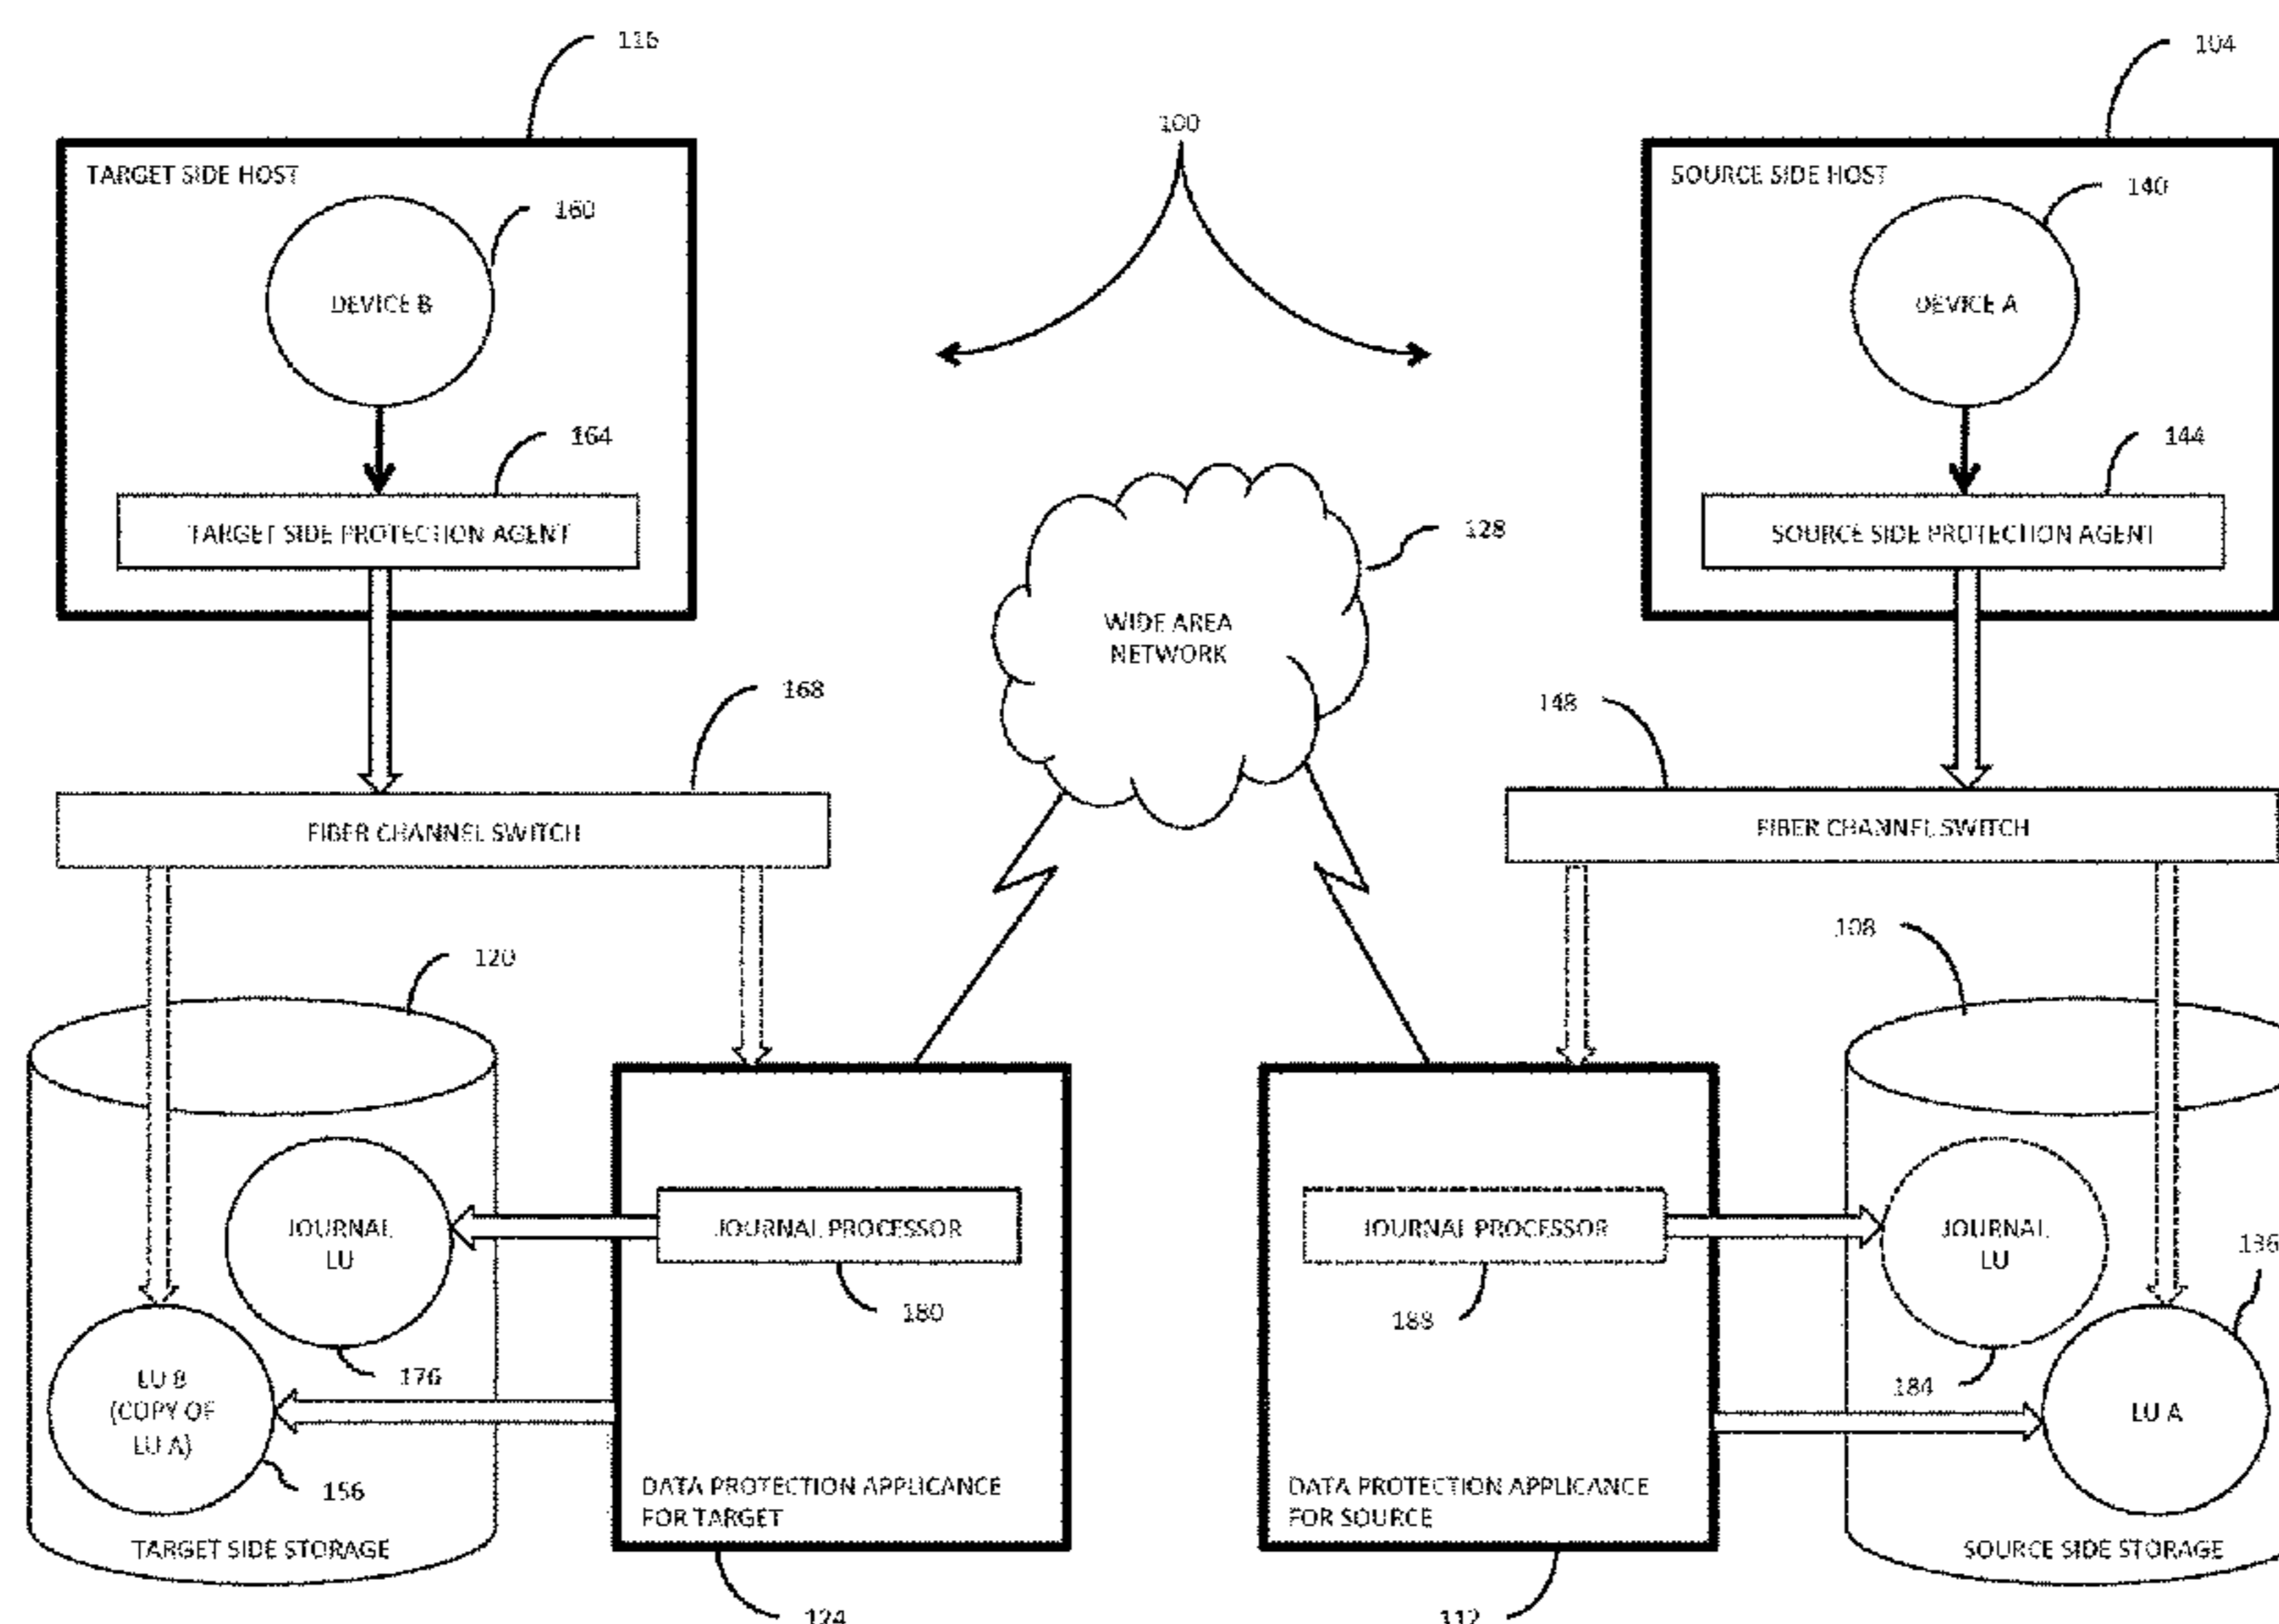 116
104
100
TARGET SIDE HOST
SOURCE SIDE HOST
160
140
DEVICE B
DEVICE A
164
144
TARGET SIDE PROTECTION AGENT
SOURCE SIDE PROTECTION AGENT
128
WIDE AREA
NETWORK
168
148
FIBER CHANNEL SWITCH
FIBER CHANNEL SWITCH
120
108
JOURNAL
LU
JOURNAL PROCESSOR
JOURNAL PROCESSOR
JOURNAL
LU
136
180
188
176
184
LU B
(COPY OF
LU A)
LU A
156
DATA PROTECTION APPLICANCE
FOR TARGET
DATA PROTECTION APPLICANCE
FOR SOURCE
TARGET SIDE STORAGE
SOURCE SIDE STORAGE
124
112